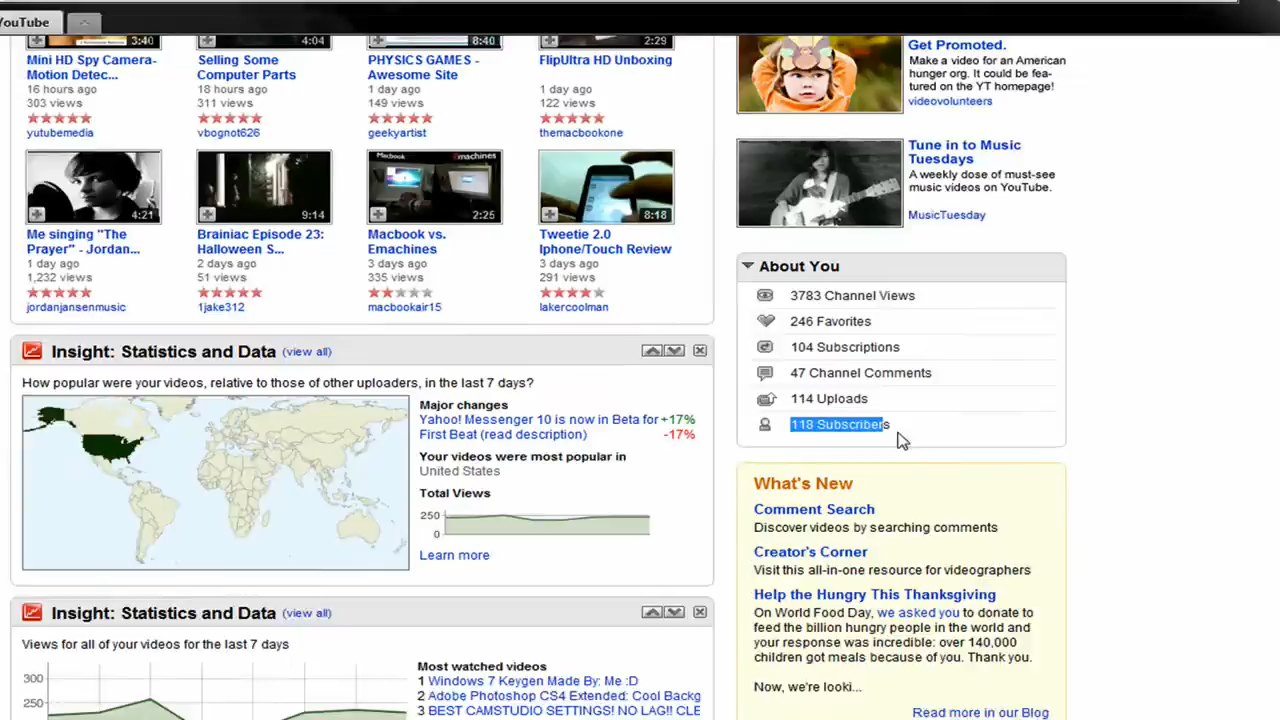 YouTube
3:40
4:04
8:40
2:29
Mini HD Spy Camera-
Motion Detec...
16 hours ago
303 views
yutubemedia
Selling Some
Computer Parts
18 hours ago
311 views
vbognot626
PHYSICS GAMES -
Awesome Site
1 day ago
149 views
geekyartist
FlipUltra HD Unboxing
1 day ago
122 views
themacbookone
4:21
9:14
Macbook
Emachines
2:25
8:18
Me singing "The
Prayer" - Jordan...
1 day ago
1,232 views
jordanjansenmusic
Brainiac Episode 23:
Halloween S...
2 days ago
51 views
1jake312
Macbook vs.
Emachines
3 days ago
335 views
macbookair15
Tweetie 2.0
Iphone/Touch Review
3 days ago
291 views
lakercoolman
Insight: Statistics and Data (view all)
How popular were your videos, relative to those of other uploaders, in the last 7 days?
Major changes
Yahoo! Messenger 10 is now in Beta for +17%
First Beat (read description) -17%
Your videos were most popular in
United States
Total Views
250
0
Learn more
Insight: Statistics and Data (view all)
Views for all of your videos for the last 7 days
300
250
Most watched videos
1 Windows 7 Keygen Made By: Me :D
2 Adobe Photoshop CS4 Extended: Cool Backg
3 BEST CAMSTUDIO SETTINGS! NO LAG!! CLE
Get Promoted.
Make a video for an American
hunger org. It could be fea-
tured on the YT homepage!
videovolunteers
Tune in to Music
Tuesdays
A weekly dose of must-see
music videos on YouTube.
MusicTuesday
About You
3783 Channel Views
246 Favorites
104 Subscriptions
47 Channel Comments
114 Uploads
118 Subscribers
What's New
Comment Search
Discover videos by searching comments
Creator's Corner
Visit this all-in-one resource for videographers
Help the Hungry This Thanksgiving
On World Food Day, we asked you to donate to
feed the billion hungry people in the world and
your response was incredible: over 140,000
children got meals because of you. Thank you.
Now, we're looki...
Read more in our Blog